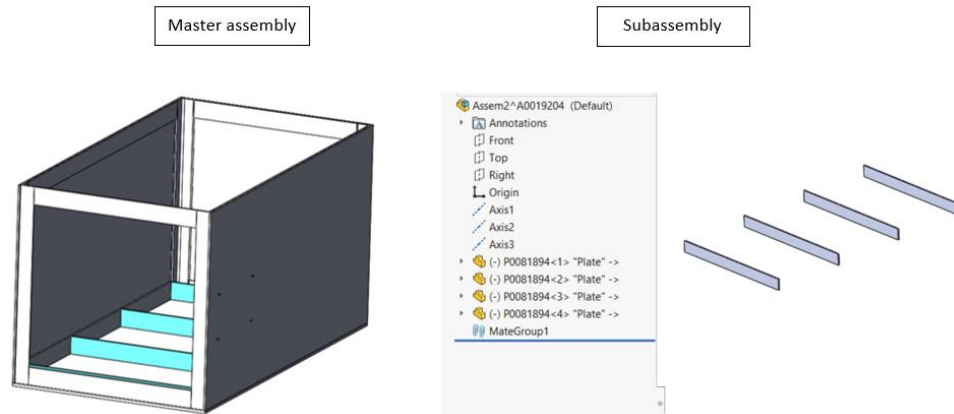 Master assembly
Subassembly
Assem2^A0019204 (Default)
Annotations
Front
Top
Right
Origin
Axis1
Axis2
Axis3
(-) P0081894<1> "Plate" ->
(-) P0081894<2> "Plate" ->
(-) P0081894<3> "Plate" ->
(-) P0081894<4> "Plate" ->
MateGroup1